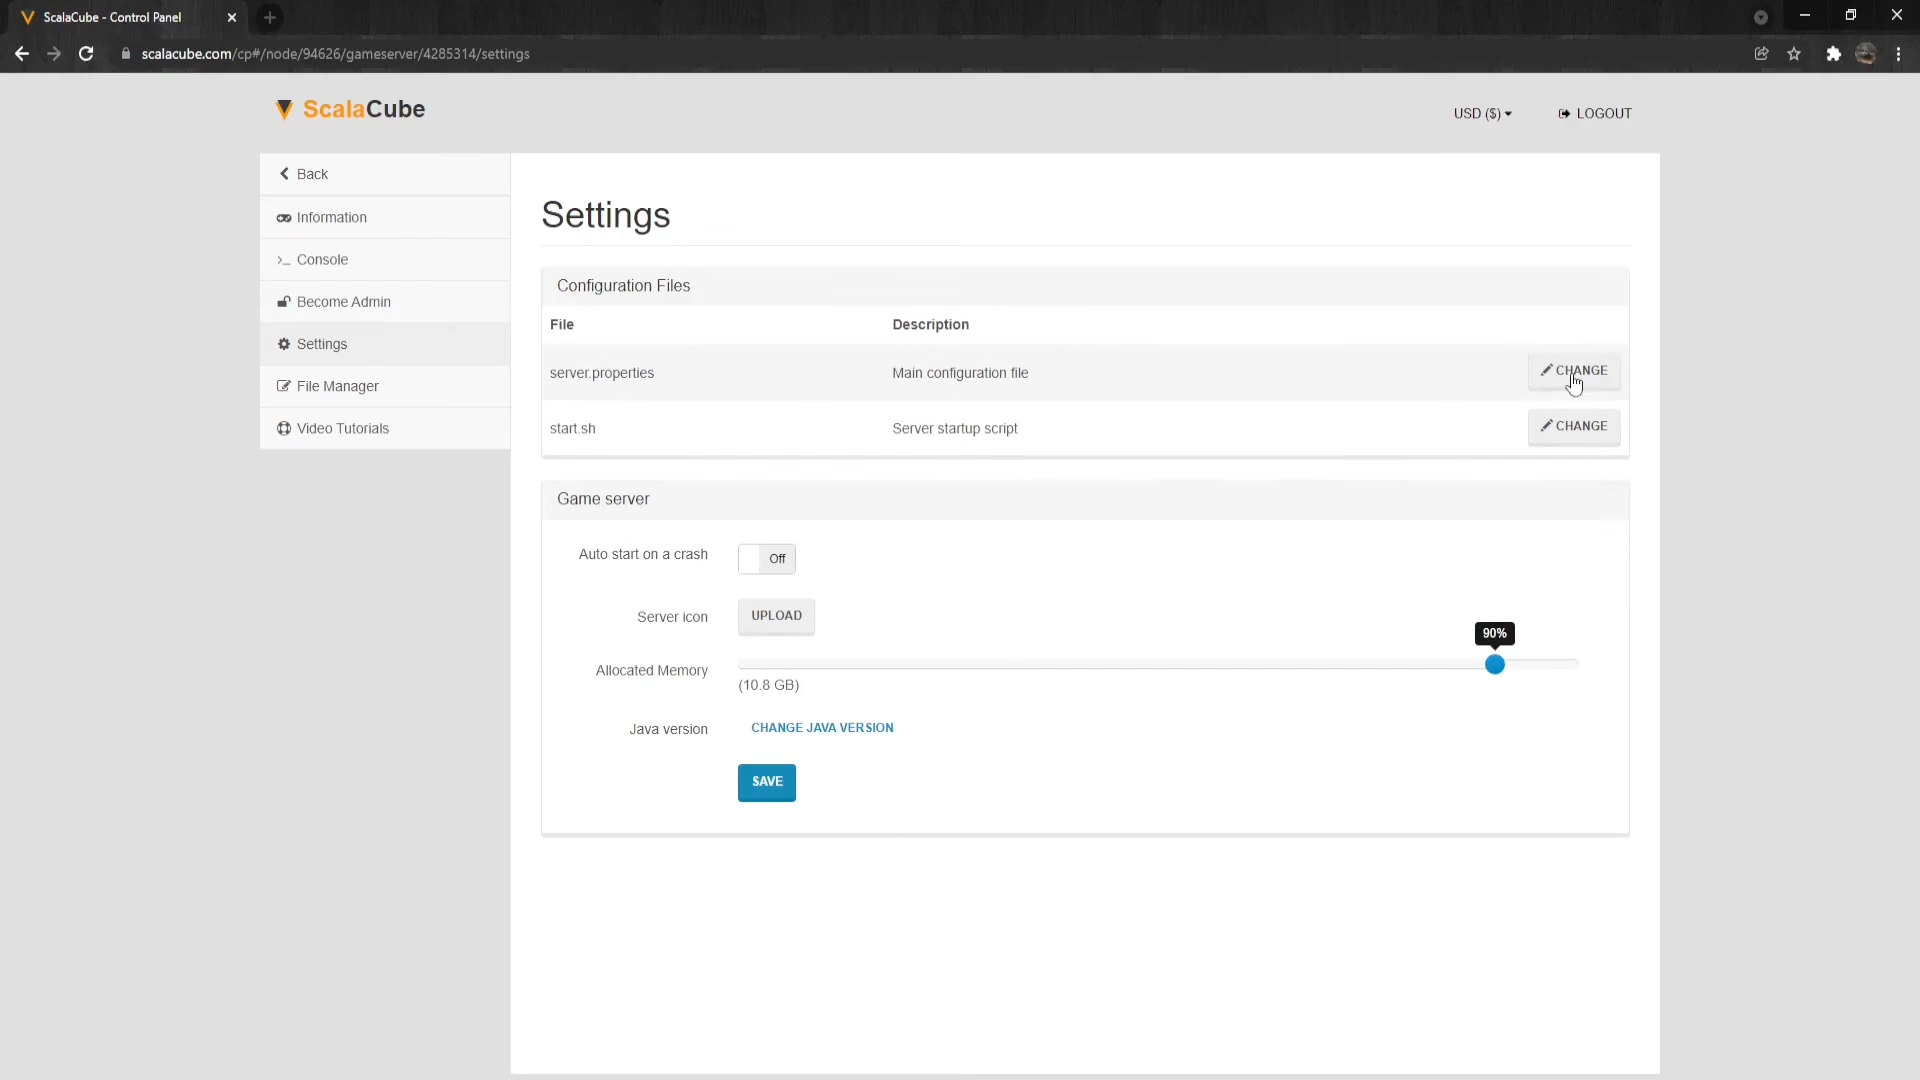 ScalaCube - Control Panel
scalacube.com/cp#/node/94626/gameserver/4285314/settings
ScalaCube
USD ($)
LOGOUT
Back
Information
Console
Become Admin
Settings
File Manager
Video Tutorials
Settings
Configuration Files
File Description
server.properties Main configuration file CHANGE
start.sh Server startup script CHANGE
Game server
Auto start on a crash Off
Server icon UPLOAD
90%
Allocated Memory
(10.8 GB)
Java version CHANGE JAVA VERSION
SAVE